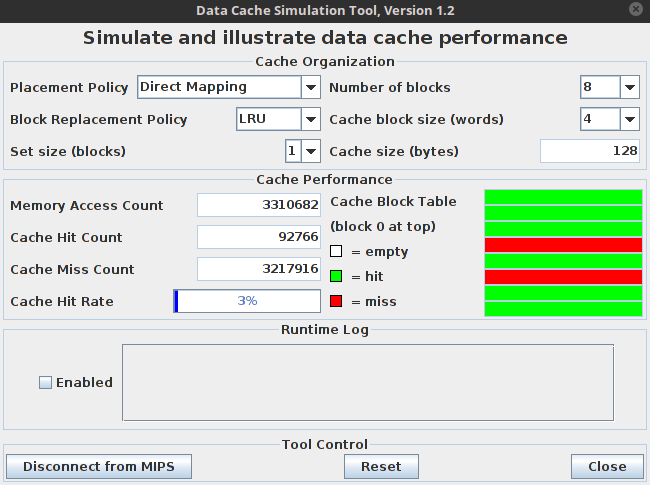 Data Cache Simulation Tool, Version 1.2
Simulate and illustrate data cache performance
Cache Organization
Placement Policy Direct Mapping Number of blocks 8
Block Replacement Policy LRU Cache block size (words) 4
Set size (blocks) 1 Cache size (bytes) 128
Cache Performance
Memory Access Count 3310682 Cache Block Table
(block 0 at top)
Cache Hit Count 92766
= empty
Cache Miss Count 3217916 = hit
Cache Hit Rate 3% = miss
Runtime Log
Enabled
Tool Control
Disconnect from MIPS Reset Close